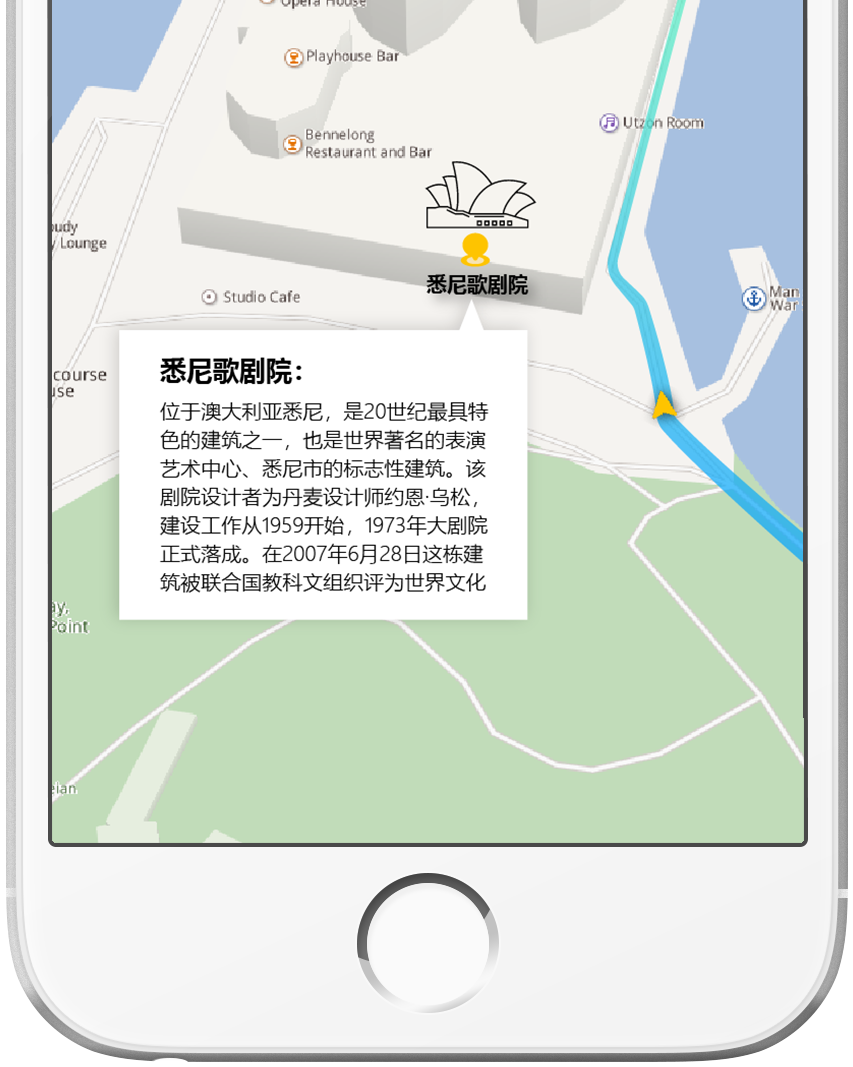 Opera House
Playhouse Bar
Utzon Room
Bennelong
Restaurant and Bar
Lounge
悉尼歌剧院
Studio Cafe
Man
War
course
悉尼歌剧院：
位于澳大利亚悉尼，是20世纪最具特
色的建筑之一，也是世界著名的表演
艺术中心、悉尼市的标志性建筑。该
剧院设计者为丹麦设计师约恩·乌松，
建设工作从1959开始，1973年大剧院
正式落成。在2007年6月28日这栋建
筑被联合国教科文组织评为世界文化
Point